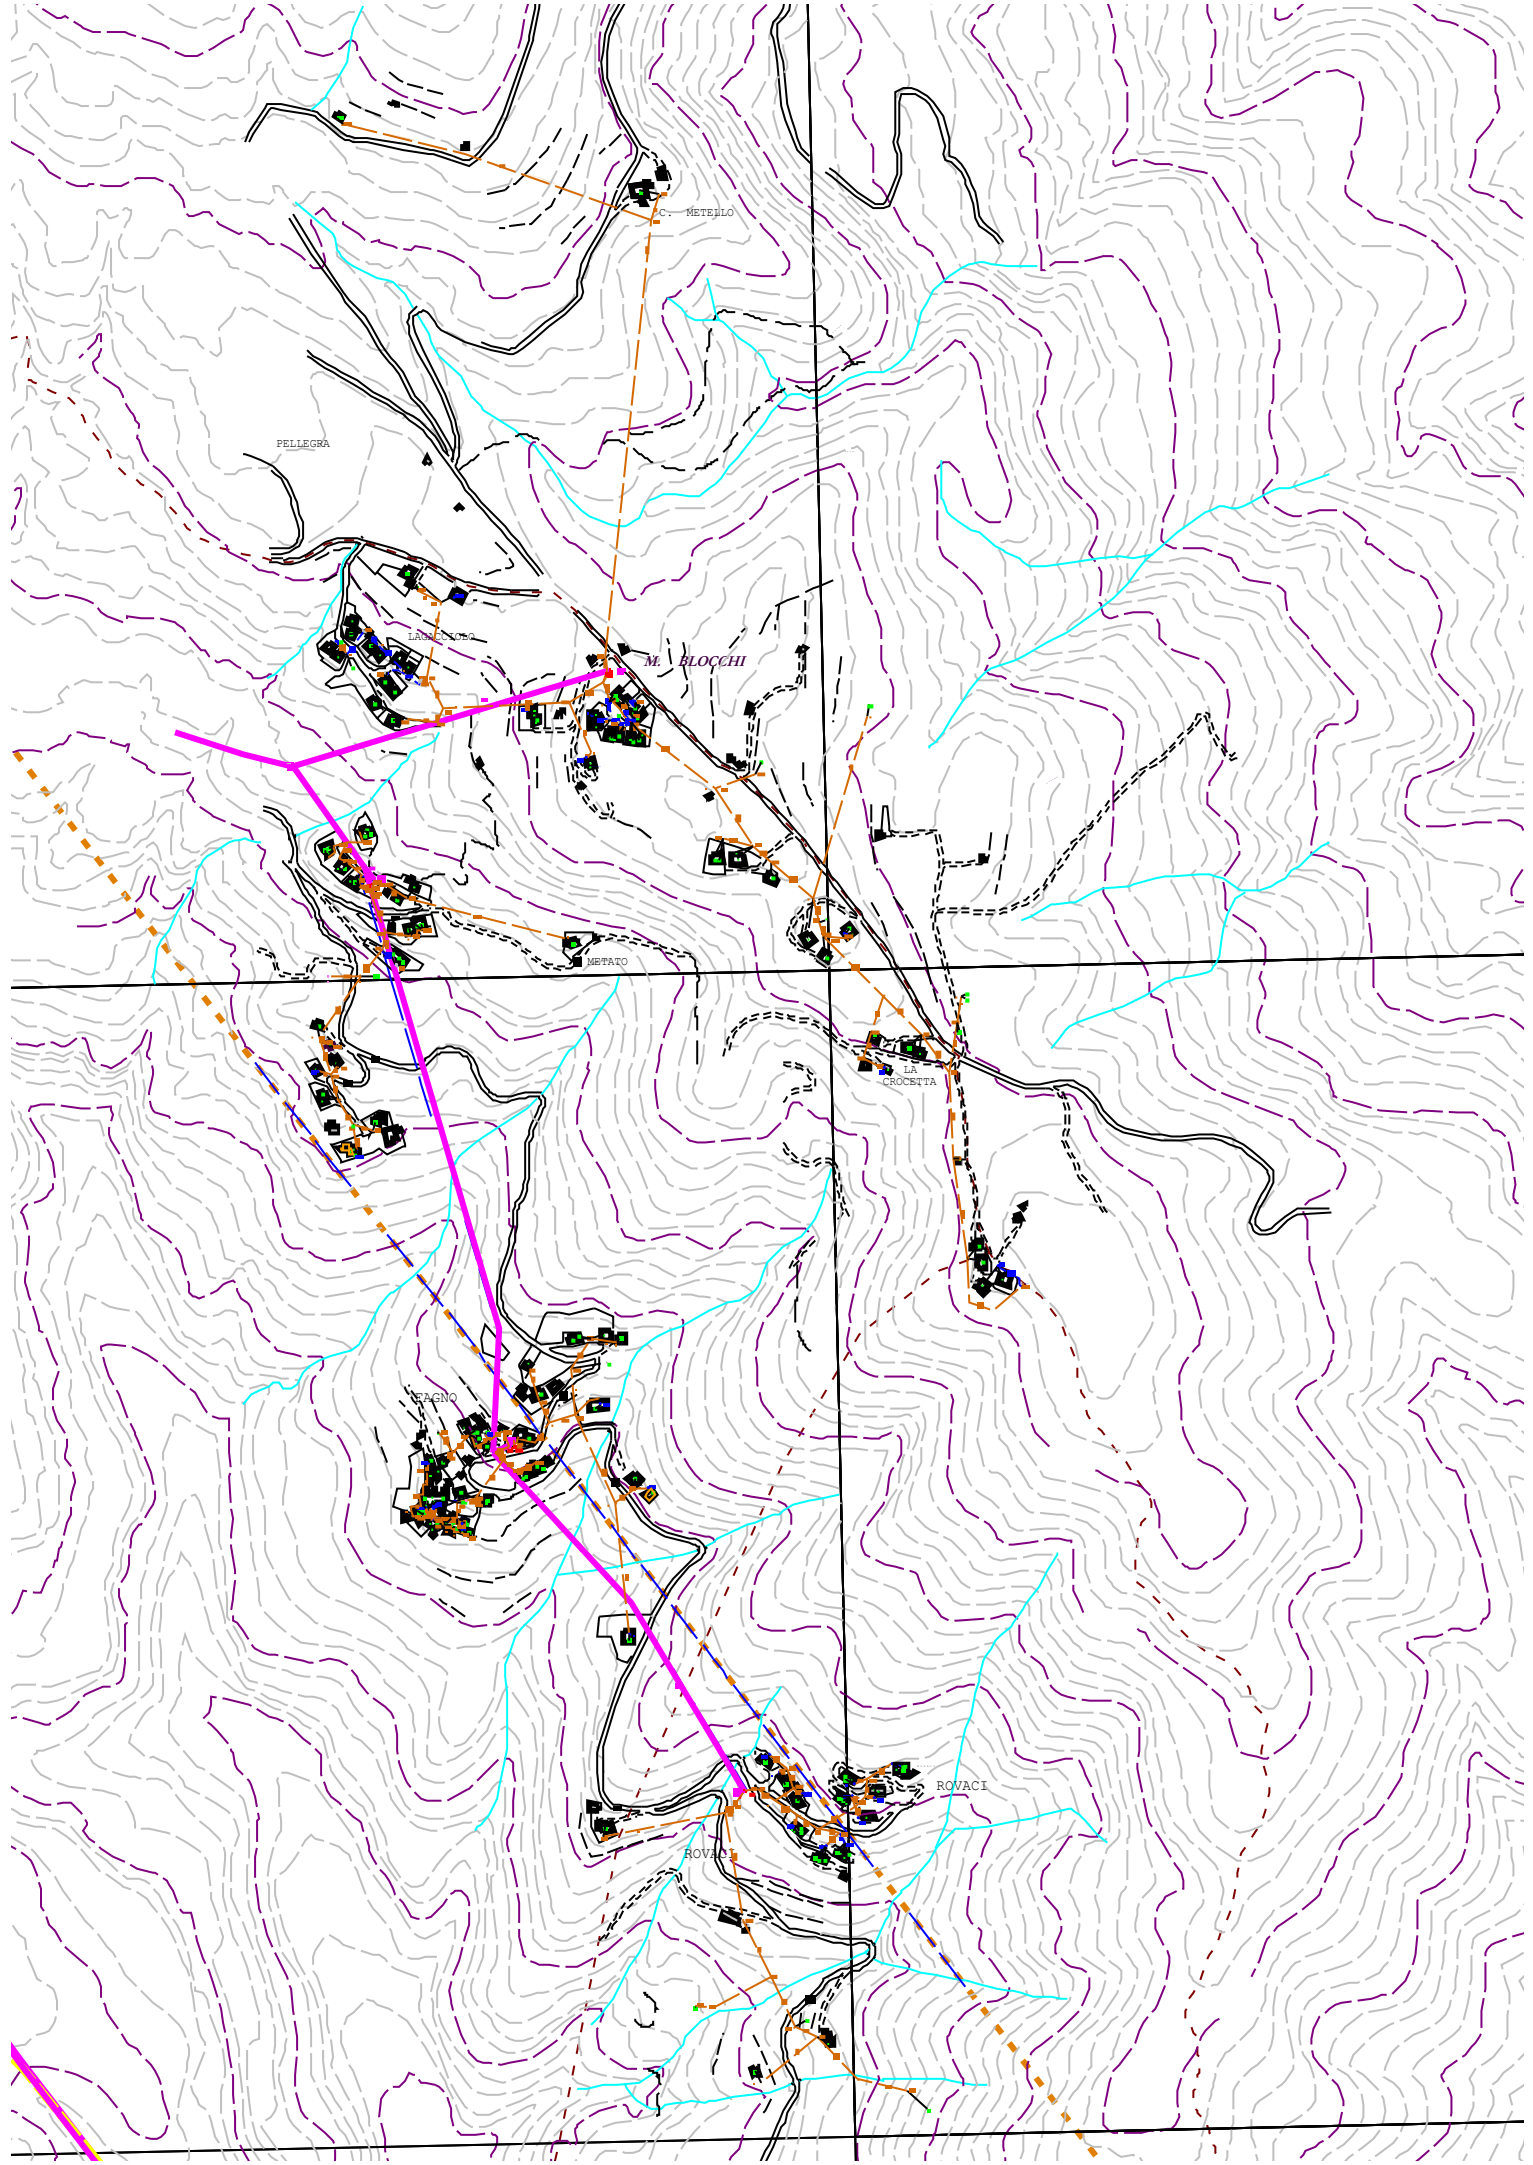 C. METELLO
PELLEGRA
LAGACCIOLO
M. BLOCCHI
METATO
LA
CROCETTA
FAGNO
ROVACI
ROVACI